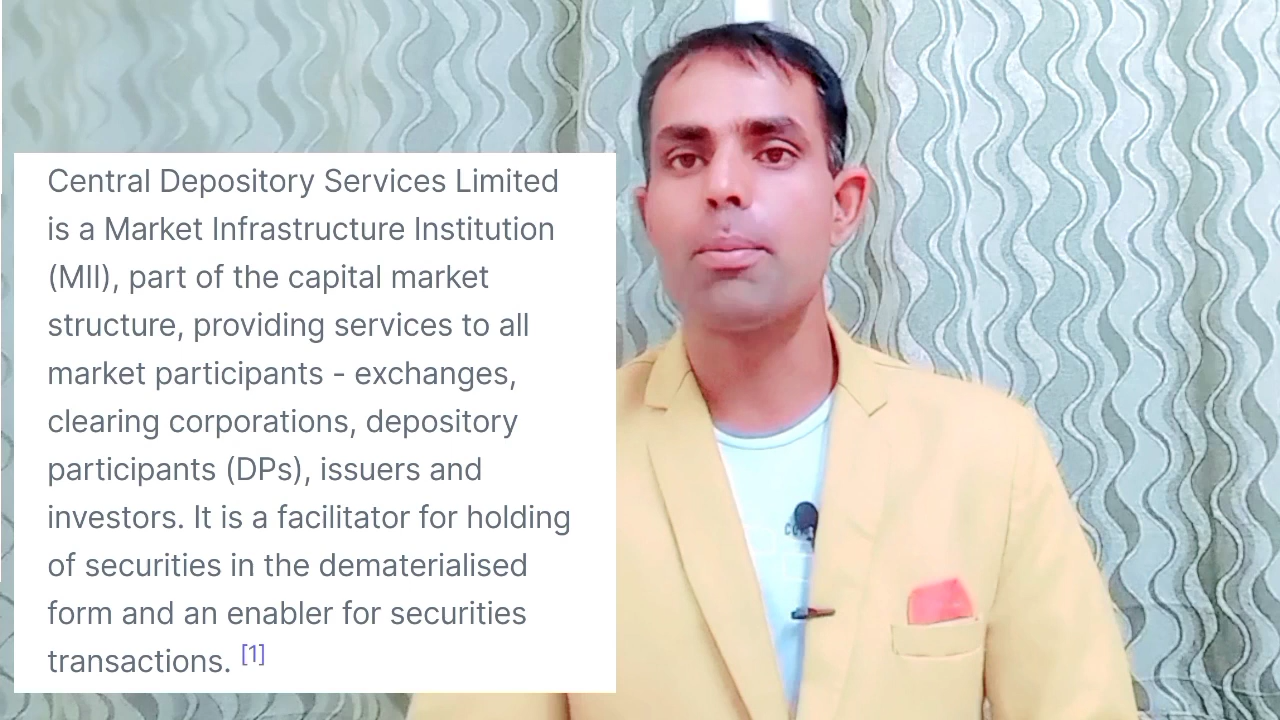 Central Depository Services Limited
is a Market Infrastructure Institution
(MII), part of the capital market
structure, providing services to all
market participants - exchanges,
clearing corporations, depository
participants (DPs), issuers and
investors. It is a facilitator for holding
of securities in the dematerialised
form and an enabler for securities
transactions. [1]